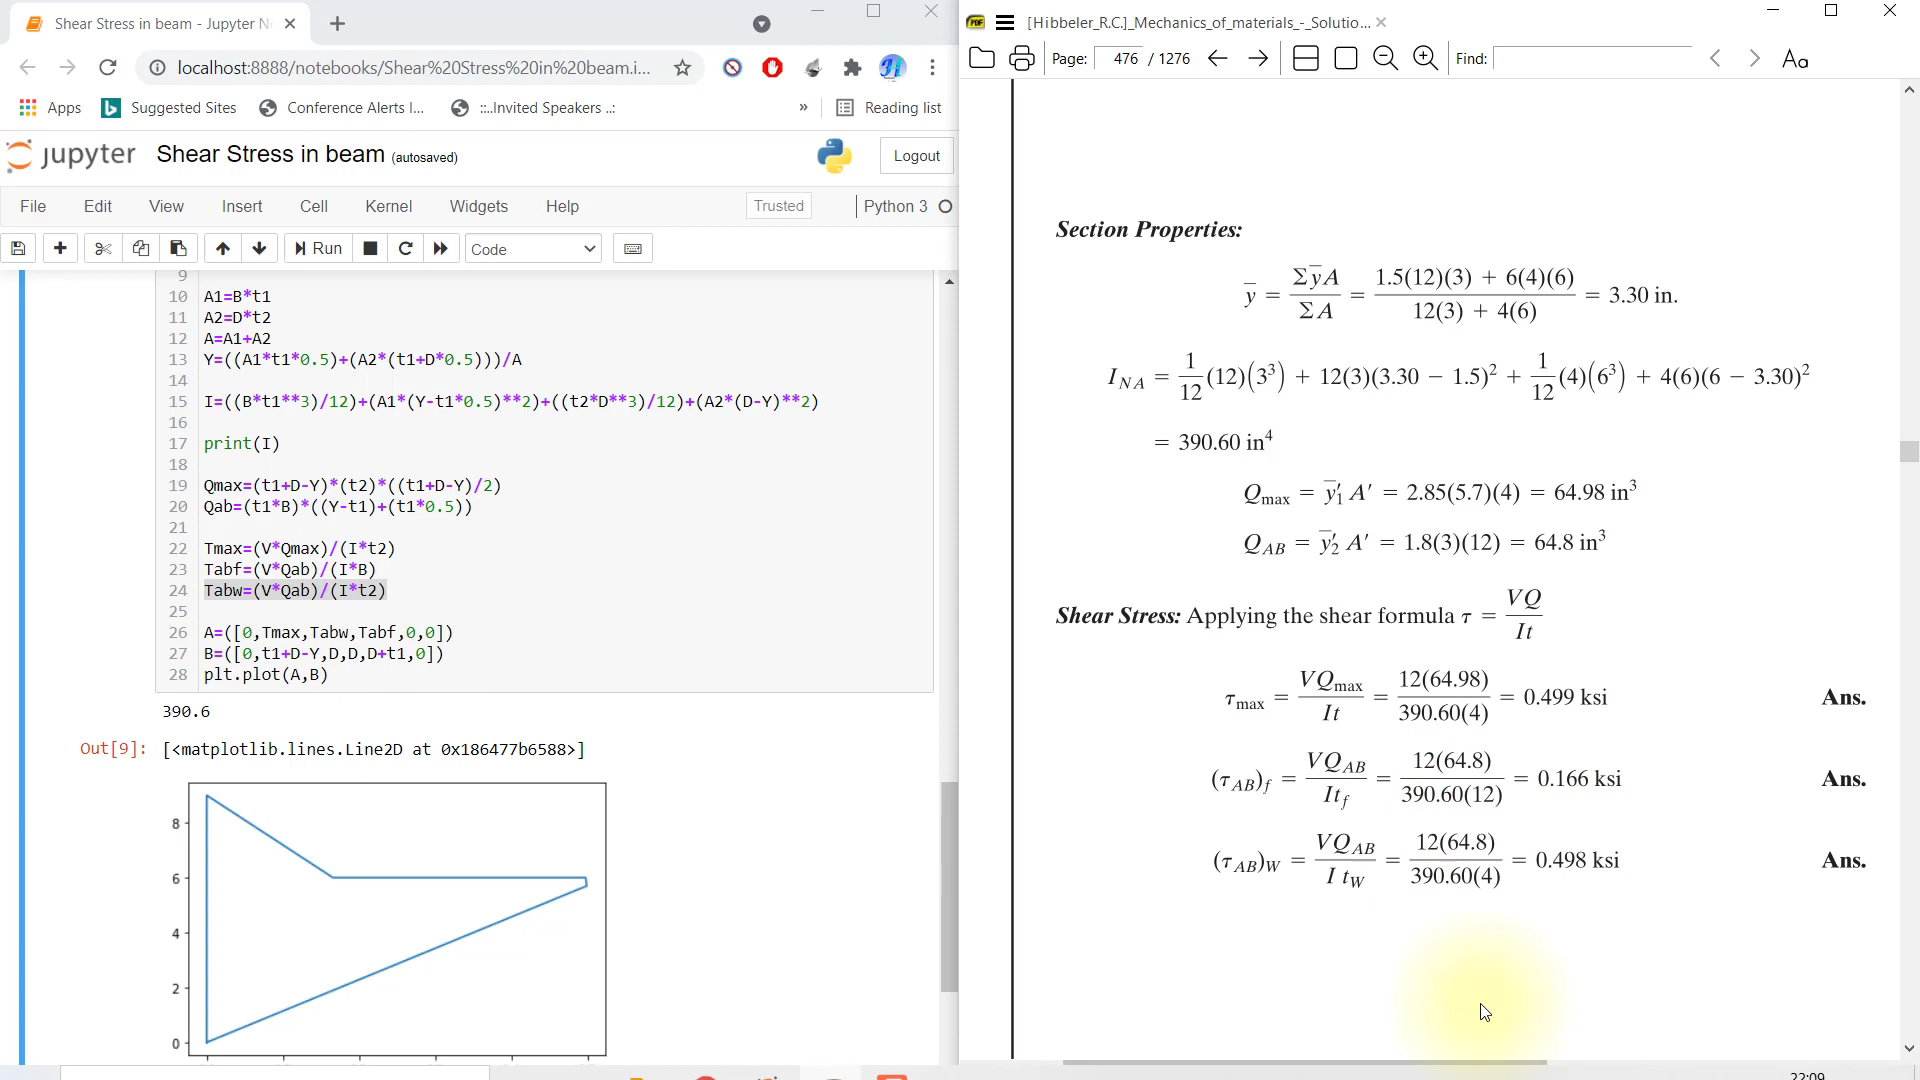 Shear Stress in beam - Jupyter N
localhost:8888/notebooks/Shear%20Stress%20in%20beam.i...
Apps
Suggested Sites
Conference Alerts I...
::..Invited Speakers ..:
»
Reading list
jupyter
Shear Stress in beam (autosaved)
Logout
File Edit View Insert Cell Kernel Widgets Help
Trusted
Python 3
Run
Code
9
10 A1=B*t1
11 A2=D*t2
12 A=A1+A2
13 Y=((A1*t1*0.5)+(A2*(t1+D*0.5)))/A
14
15 I=((B*t1**3)/12)+(A1*(Y-t1*0.5)**2)+((t2*D**3)/12)+(A2*(D-Y)**2)
16
17 print(I)
18
19 Qmax=(t1+D-Y)*(t2)*((t1+D-Y)/2)
20 Qab=(t1*B)*((Y-t1)+(t1*0.5))
21
22 Tmax=(V*Qmax)/(I*t2)
23 Tabf=(V*Qab)/(I*B)
24 Tabw=(V*Qab)/(I*t2)
25
26 A=([0,Tmax,Tabw,Tabf,0,0])
27 B=([0,t1+D-Y,D,D,D+t1,0])
28 plt.plot(A,B)
390.6
Out[9]: [<matplotlib.lines.Line2D at 0x186477b6588>]
8
6
4
2
0
PDF
[Hibbeler_R.C.]_Mechanics_of_materials_-_Solutio...
Page: 476 / 1276
Find:
Aa
Section Properties:
y̅ = Σy̅A / ΣA = 1.5(12)(3) + 6(4)(6) / 12(3) + 4(6) = 3.30 in.
I_NA = 1/12 (12)(3³) + 12(3)(3.30 − 1.5)² + 1/12 (4)(6³) + 4(6)(6 − 3.30)²
= 390.60 in⁴
Q_max = y̅′₁ A′ = 2.85(5.7)(4) = 64.98 in³
Q_AB = y̅′₂ A′ = 1.8(3)(12) = 64.8 in³
Shear Stress: Applying the shear formula τ = VQ / It
τ_max = VQ_max / It = 12(64.98) / 390.60(4) = 0.499 ksi Ans.
(τ_AB)_f = VQ_AB / It_f = 12(64.8) / 390.60(12) = 0.166 ksi Ans.
(τ_AB)_W = VQ_AB / I t_W = 12(64.8) / 390.60(4) = 0.498 ksi Ans.
22:09